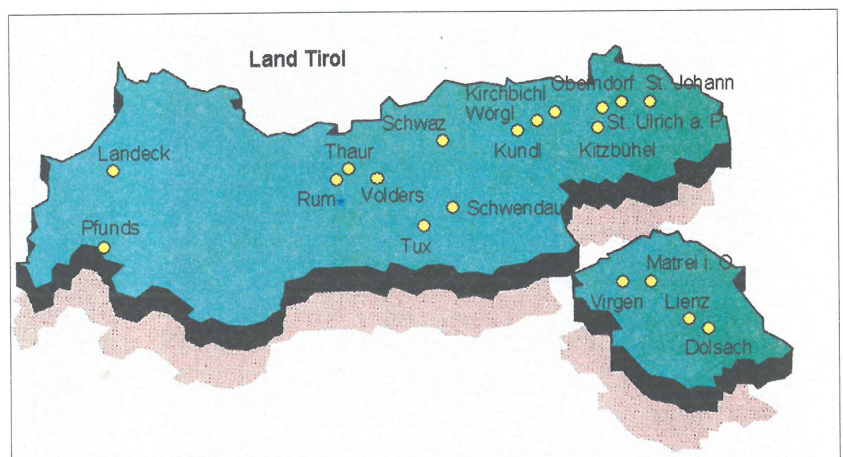 Land Tirol
Oberndorf St. Johann
Kirchbichl
Wörgl
St. Ulrich a. P.
Schwaz
Kundl
Kitzbühel
Thaur
Landeck
Rum
Volders
Schwendau
Pfunds
Tux
Matrei i. O.
Virgen
Lienz
Dölsach